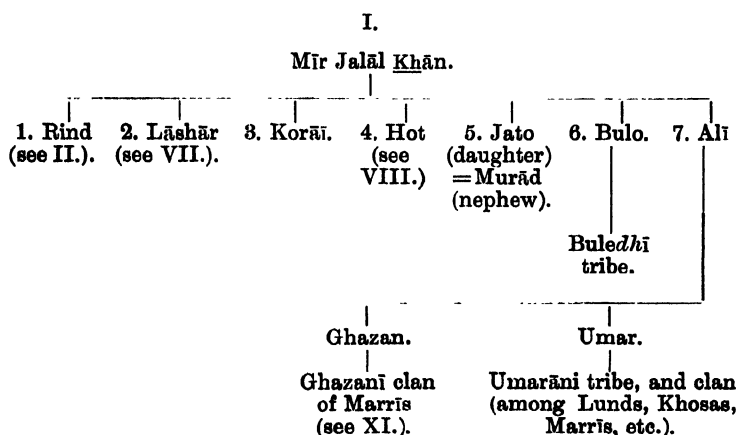 I.
Mīr Jalāl Khān.
1. Rind 2. Lāshār 3. Korāī. 4. Hot 5. Jato 6. Bulo. 7. Alī
(see II.). (see VII.). (see (daughter)
VIII.) =Murād
(nephew).
Buledhī
tribe.
Ghazan. Umar.
Ghazanī clan Umarāni tribe, and clan
of Marrīs (among Lunds, Khosas,
(see XI.). Marrīs, etc.).